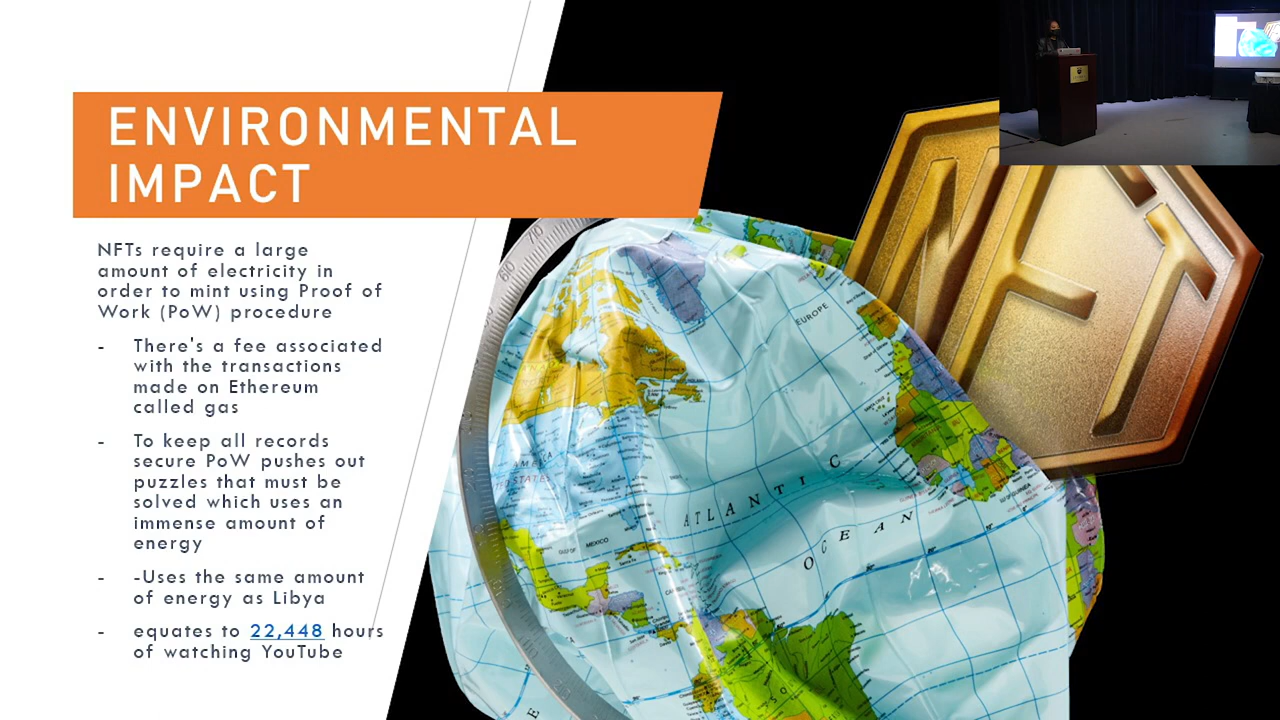 ENVIRONMENTAL
IMPACT
NFTs require a large
amount of electricity in
order to mint using Proof of
Work (PoW) procedure
- There's a fee associated
with the transactions
made on Ethereum
called gas
- To keep all records
secure PoW pushes out
puzzles that must be
solved which uses an
immense amount of
energy
- -Uses the same amount
of energy as Libya
- equates to 22,448 hours
of watching YouTube
NFT
EUROPE
ATLANTIC
OCEAN
AMERICA
GULF OF MEXICO